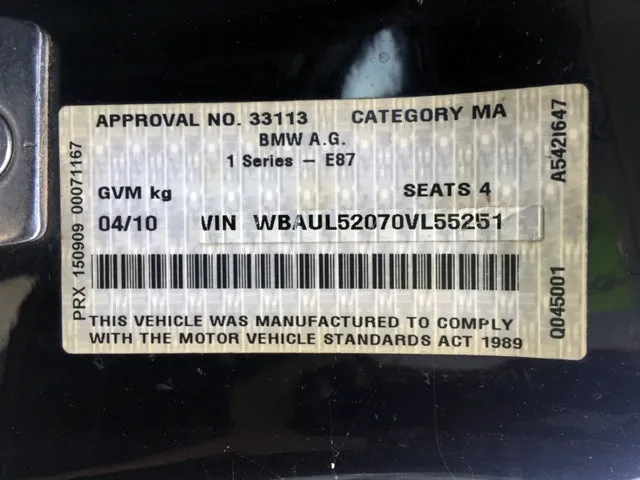 APPROVAL NO. 33113 CATEGORY MA
BMW A.G.
1 Series – E87
GVM kg SEATS 4
04/10 VIN WBAUL52070VL55251
THIS VEHICLE WAS MANUFACTURED TO COMPLY
WITH THE MOTOR VEHICLE STANDARDS ACT 1989
PRX 150909 00071167
Q045001 A542I647